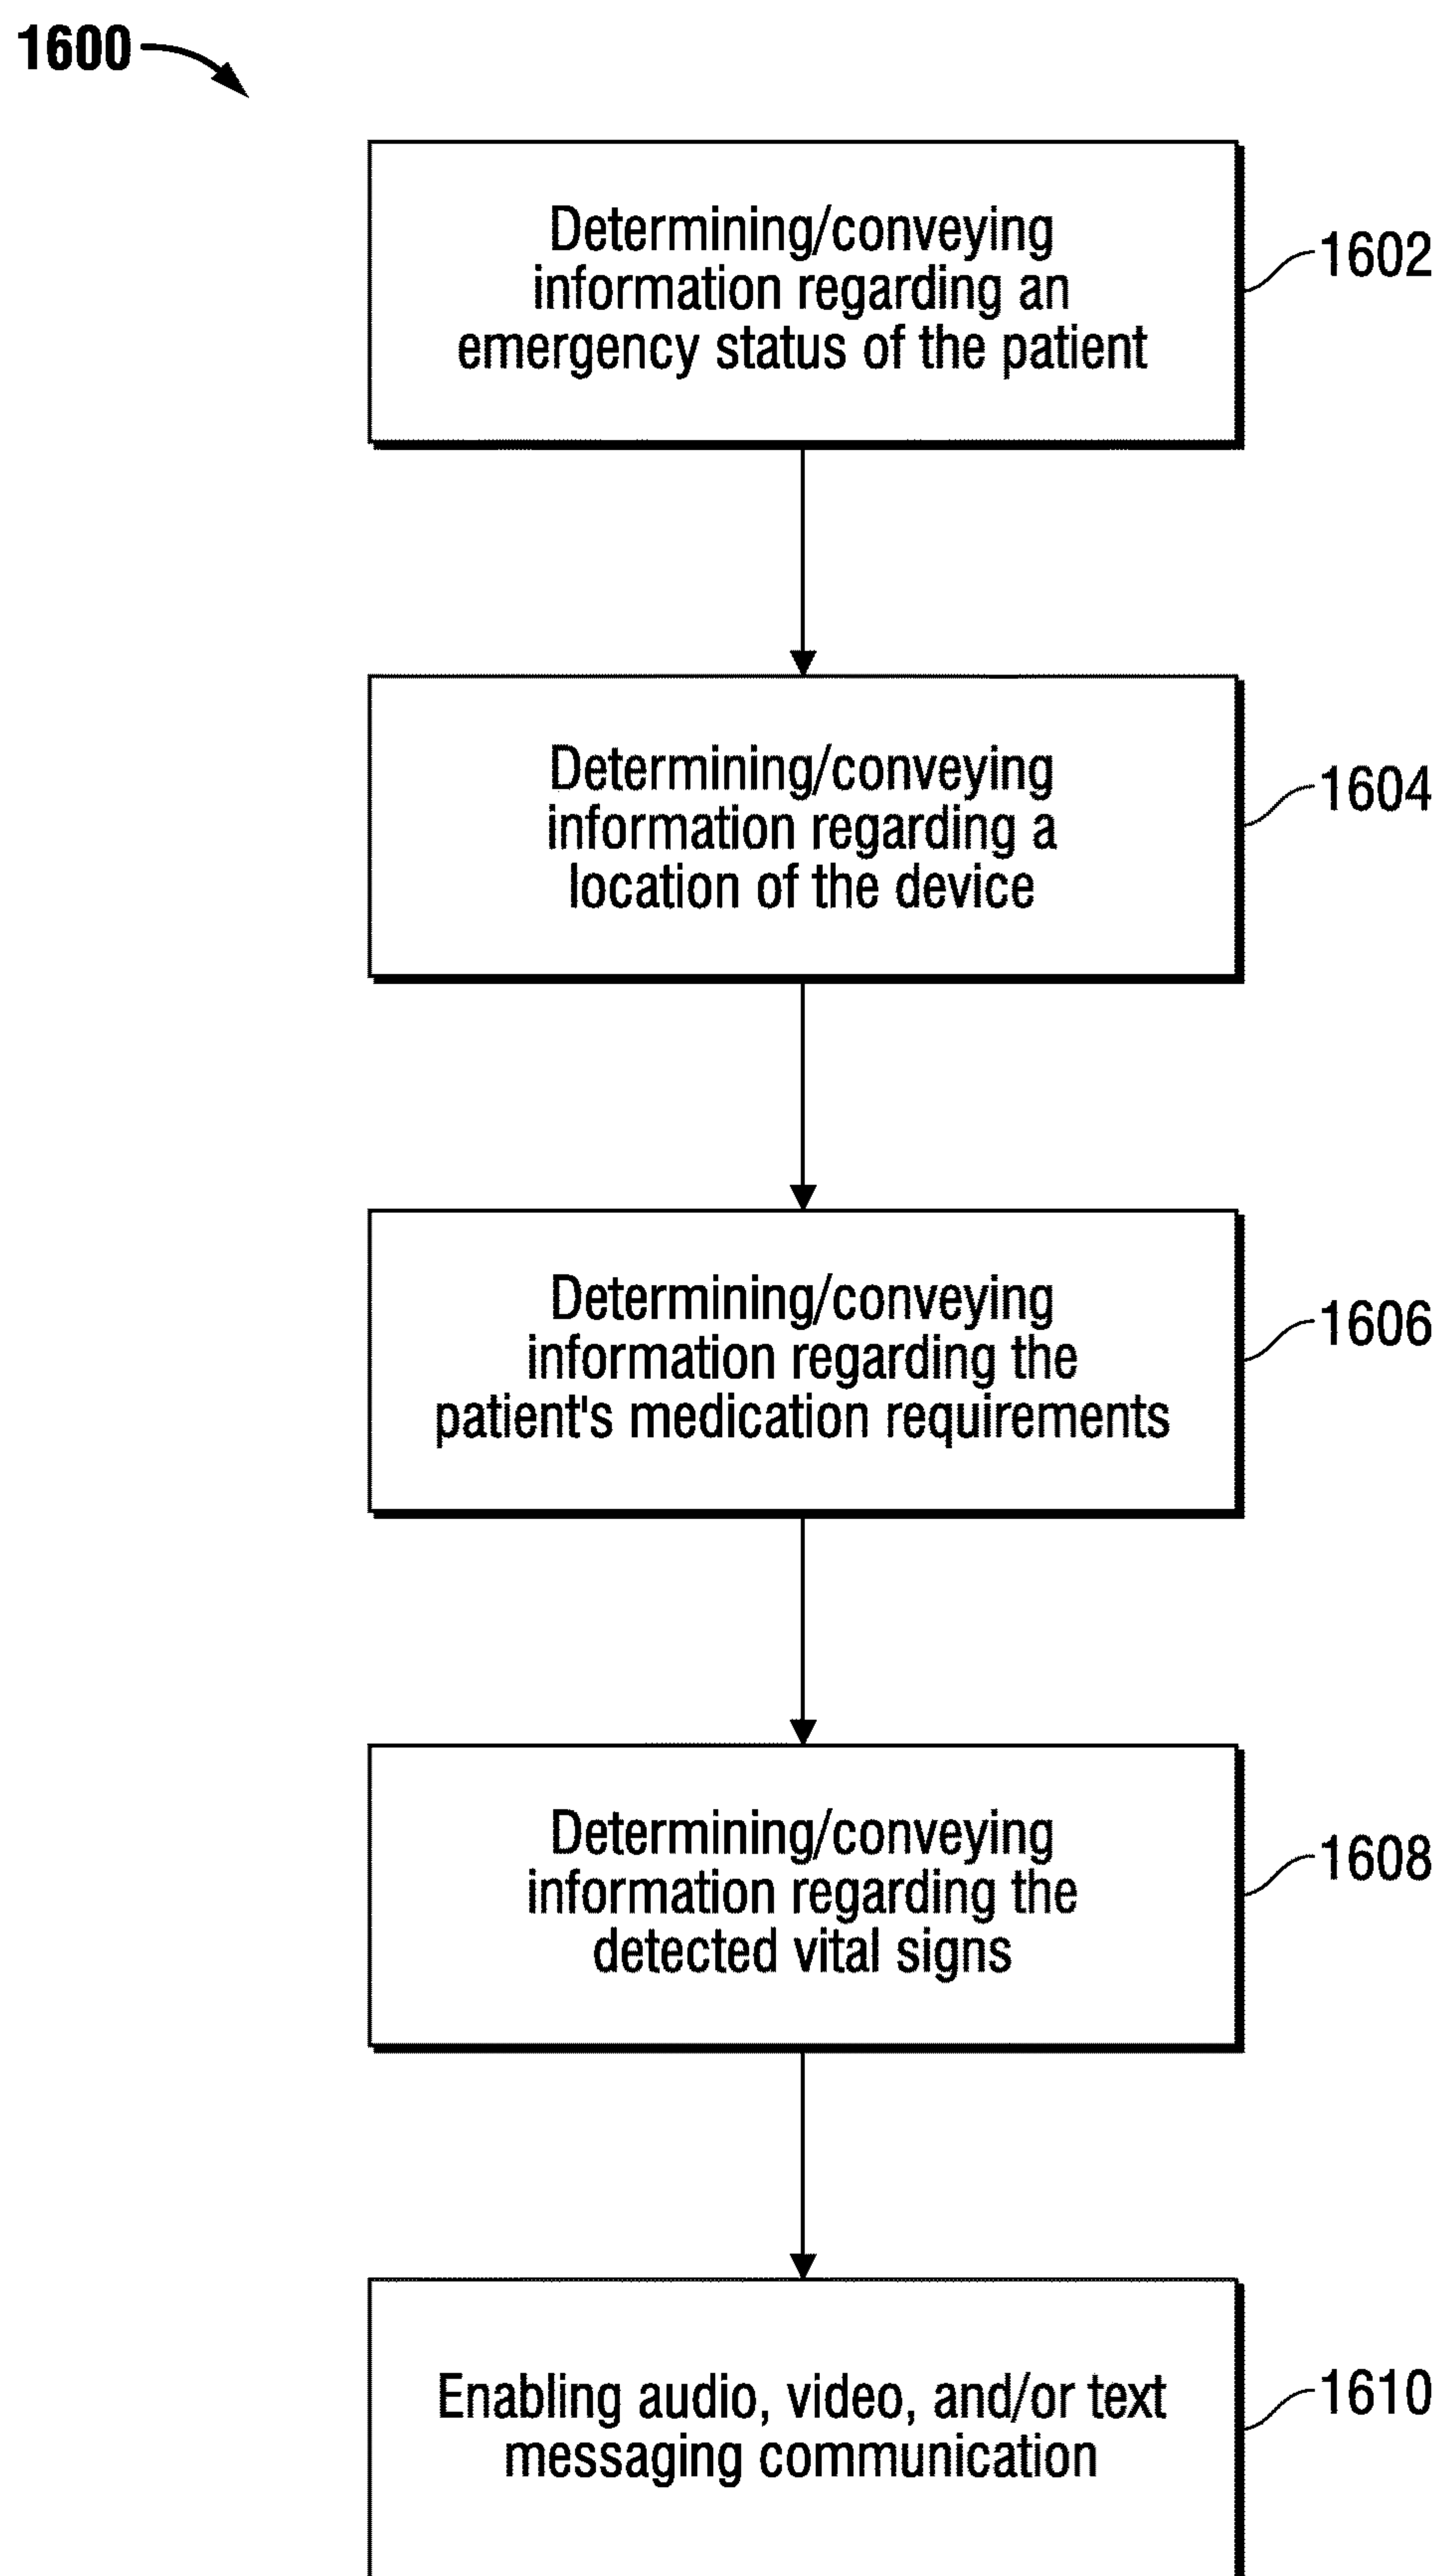 1600
Determining/conveying
information regarding an
emergency status of the patient
1602
Determining/conveying
information regarding a
location of the device
1604
Determining/conveying
information regarding the
patient's medication requirements
1606
Determining/conveying
information regarding the
detected vital signs
1608
Enabling audio, video, and/or text
messaging communication
1610